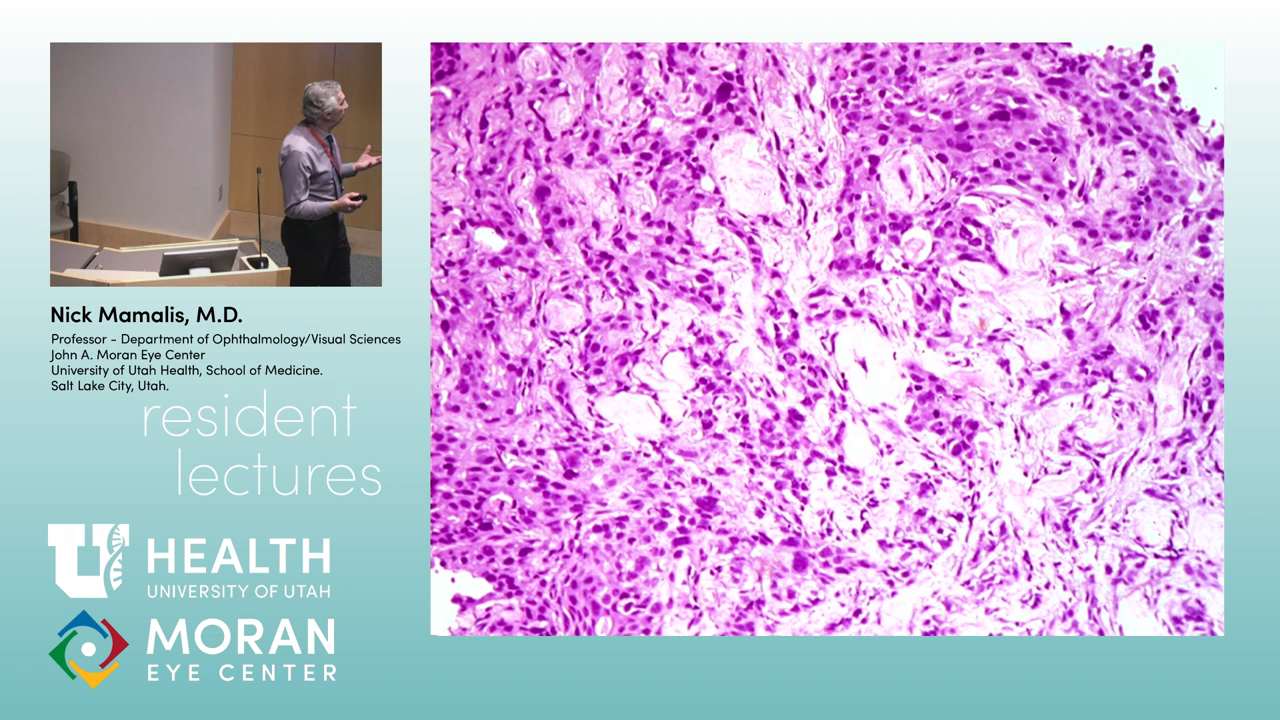 Nick Mamalis, M.D.
Professor - Department of Ophthalmology/Visual Sciences
John A. Moran Eye Center
University of Utah Health, School of Medicine.
Salt Lake City, Utah.
resident
lectures
U HEALTH
UNIVERSITY OF UTAH
MORAN
EYE CENTER